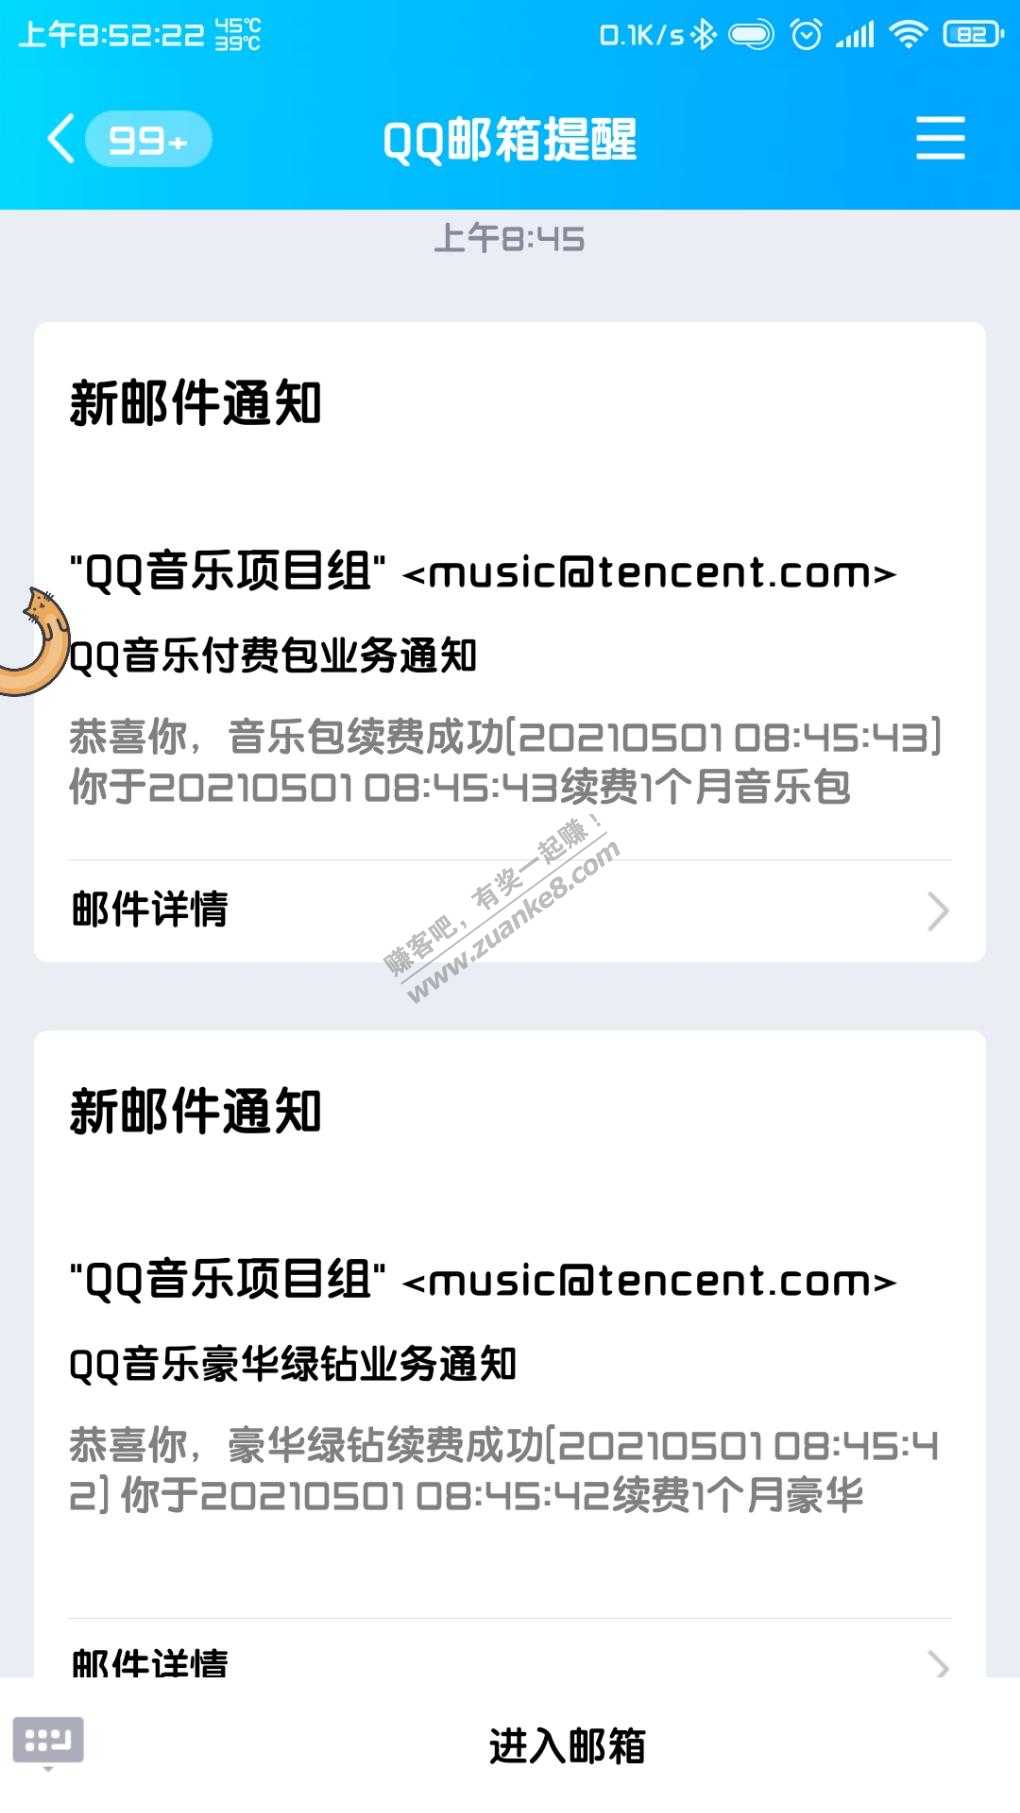 上午8:52:22 45℃ 39℃ 0.1K/s 82
99+ QQ邮箱提醒
上午8:45
新邮件通知
"QQ音乐项目组" <music@tencent.com>
QQ音乐付费包业务通知
恭喜你，音乐包续费成功[20210501 08:45:43]
你于20210501 08:45:43续费1个月音乐包
邮件详情
赚客吧，有奖一起赚！
www.zuanke8.com
新邮件通知
"QQ音乐项目组" <music@tencent.com>
QQ音乐豪华绿钻业务通知
恭喜你，豪华绿钻续费成功[20210501 08:45:4
2] 你于20210501 08:45:42续费1个月豪华
邮件详情
进入邮箱